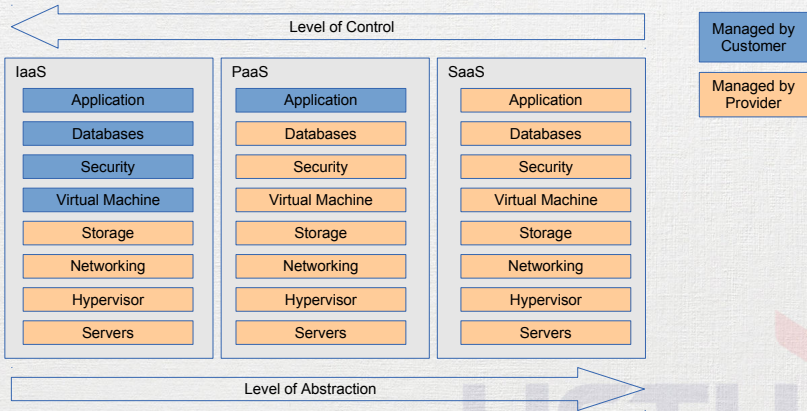 Level of Control
Managed by
Customer
Managed by
Provider
IaaS
Application
Databases
Security
Virtual Machine
Storage
Networking
Hypervisor
Servers
PaaS
Application
Databases
Security
Virtual Machine
Storage
Networking
Hypervisor
Servers
SaaS
Application
Databases
Security
Virtual Machine
Storage
Networking
Hypervisor
Servers
Level of Abstraction